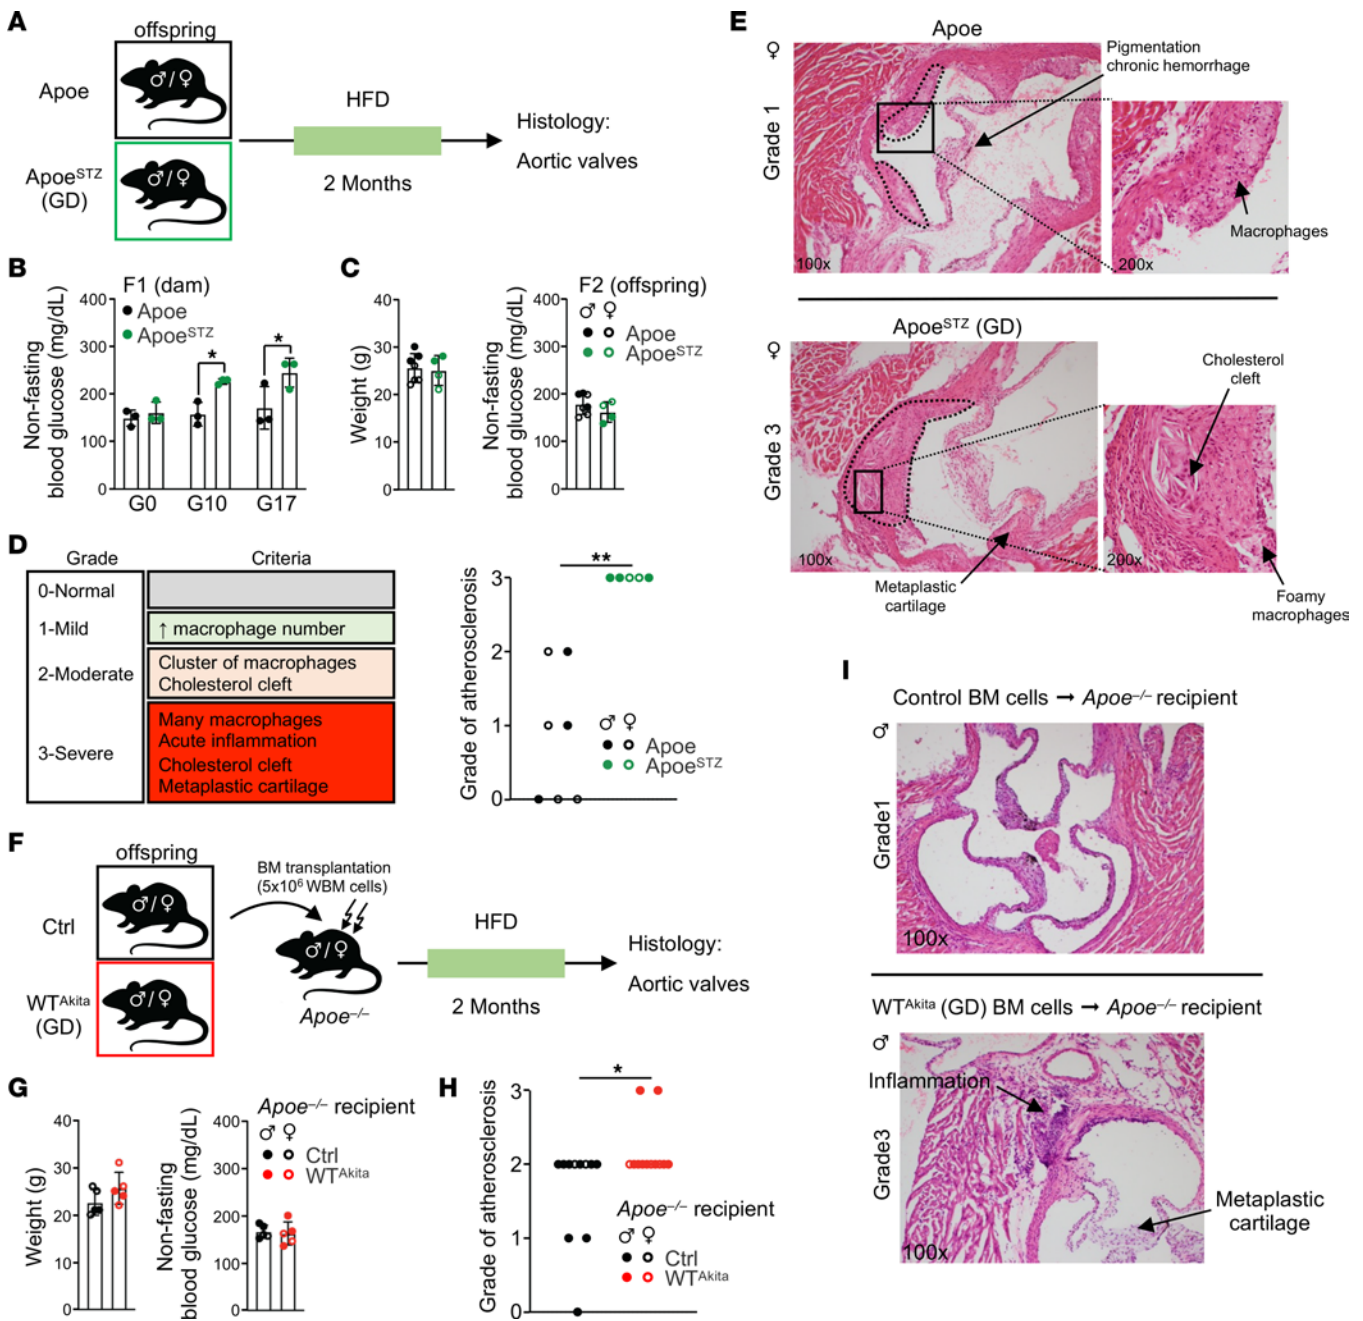 A
offspring
Apoe
♂/♀
Apoe^STZ
(GD)
♂/♀
HFD
2 Months
Histology:
Aortic valves
B
F1 (dam)
Apoe
Apoe^STZ
Non-fasting
blood glucose (mg/dL)
400
300
200
100
0
*
*
G0
G10
G17
C
Weight (g)
40
30
20
10
0
F2 (offspring)
♂ ♀
Apoe
Apoe^STZ
Non-fasting
blood glucose (mg/dL)
400
300
200
100
0
D
Grade
Criteria
0-Normal
1-Mild
↑ macrophage number
2-Moderate
Cluster of macrophages
Cholesterol cleft
3-Severe
Many macrophages
Acute inflammation
Cholesterol cleft
Metaplastic cartilage
Grade of atherosclerosis
3
2
1
0
**
♂ ♀
Apoe
Apoe^STZ
E
Apoe
♀
Grade 1
Pigmentation
chronic hemorrhage
Macrophages
100x
200x
Apoe^STZ (GD)
♀
Grade 3
Cholesterol
cleft
Metaplastic
cartilage
Foamy
macrophages
100x
200x
F
offspring
Ctrl
♂/♀
WT^Akita
(GD)
♂/♀
BM transplantation
(5x10^6 WBM cells)
♂/♀
Apoe^–/–
HFD
2 Months
Histology:
Aortic valves
G
Weight (g)
40
30
20
10
0
Non-fasting
blood glucose (mg/dL)
400
300
200
100
0
Apoe^–/– recipient
♂ ♀
Ctrl
WT^Akita
H
Grade of atherosclerosis
3
2
1
0
*
Apoe^–/– recipient
♂ ♀
Ctrl
WT^Akita
I
Control BM cells → Apoe^–/– recipient
♂
Grade1
100x
WT^Akita (GD) BM cells → Apoe^–/– recipient
♂
Grade3
Inflammation
Metaplastic
cartilage
100x